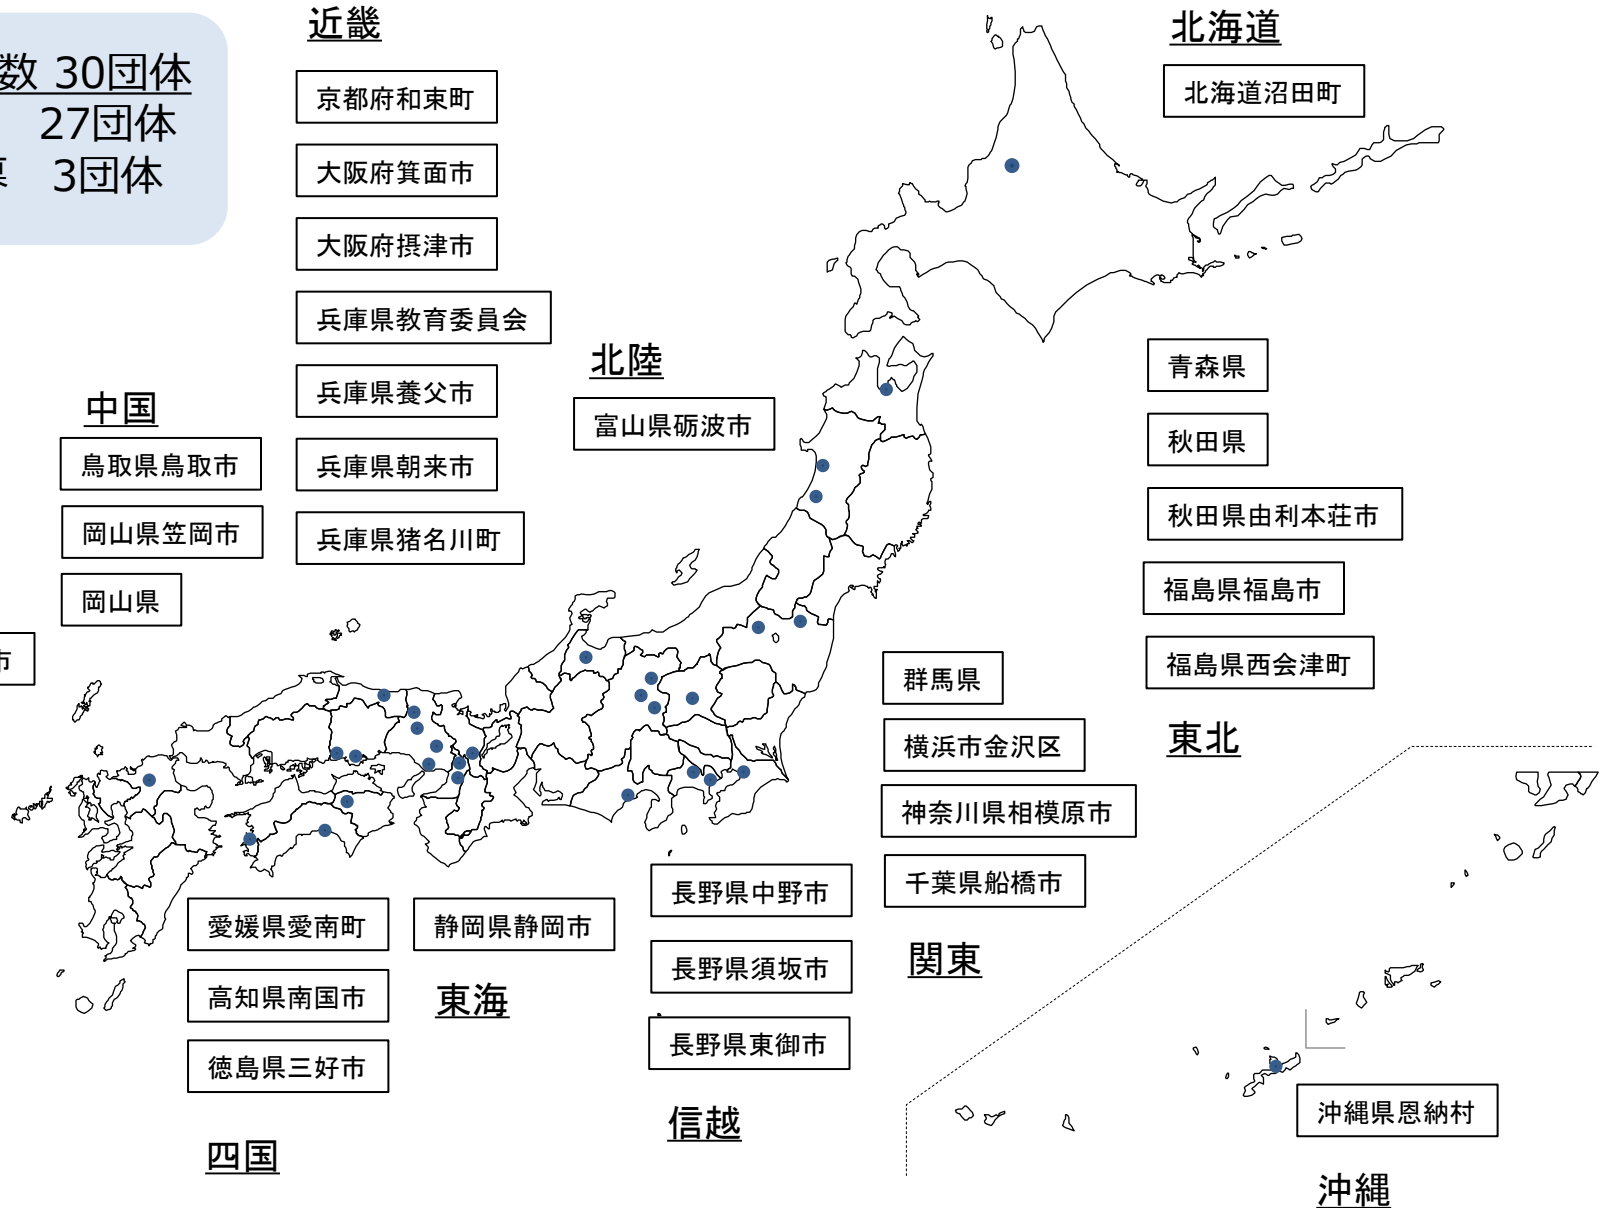 数 30団体
27団体
3団体
近畿
京都府和束町
大阪府箕面市
大阪府摂津市
兵庫県教育委員会
兵庫県養父市
兵庫県朝来市
兵庫県猪名川町
中国
鳥取県鳥取市
岡山県笠岡市
岡山県
市
北陸
富山県砺波市
北海道
北海道沼田町
青森県
秋田県
秋田県由利本荘市
福島県福島市
福島県西会津町
東北
群馬県
横浜市金沢区
神奈川県相模原市
千葉県船橋市
関東
長野県中野市
長野県須坂市
長野県東御市
信越
静岡県静岡市
東海
愛媛県愛南町
高知県南国市
徳島県三好市
四国
沖縄県恩納村
沖縄